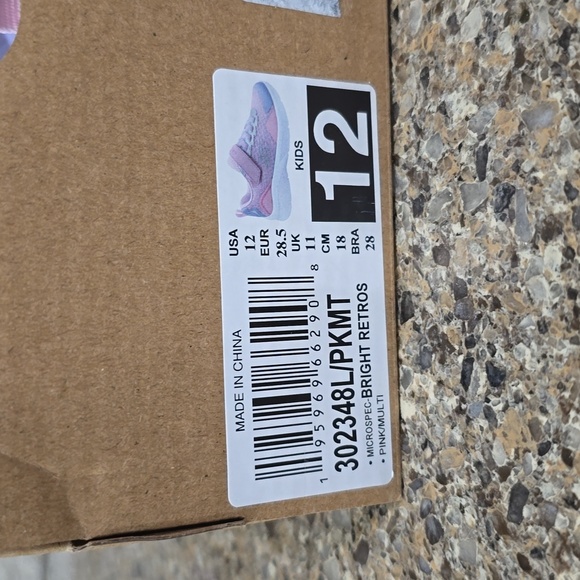 KIDS
12
USA
12
EUR
28.5
UK
11
CM
18
BRA
28
MADE IN CHINA
1 95969 66290 8
302348L/PKMT
• MICROSPEC-BRIGHT RETROS
• PINK/MULTI